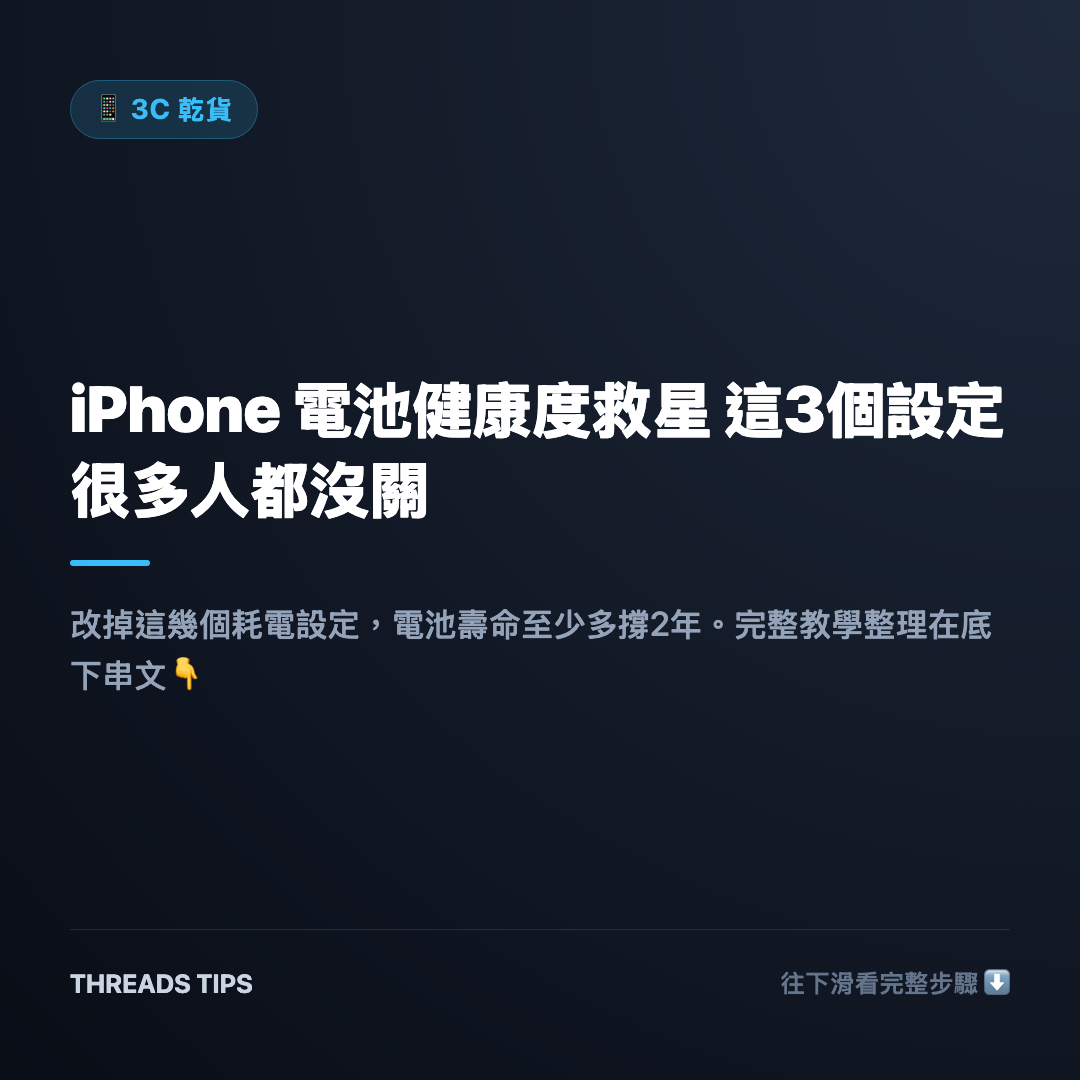 📱 3C 乾貨
iPhone 電池健康度救星 這3個設定
很多人都沒關
改掉這幾個耗電設定，電池壽命至少多撐2年。完整教學整理在底
下串文👇
THREADS TIPS
往下滑看完整步驟 ⬇️